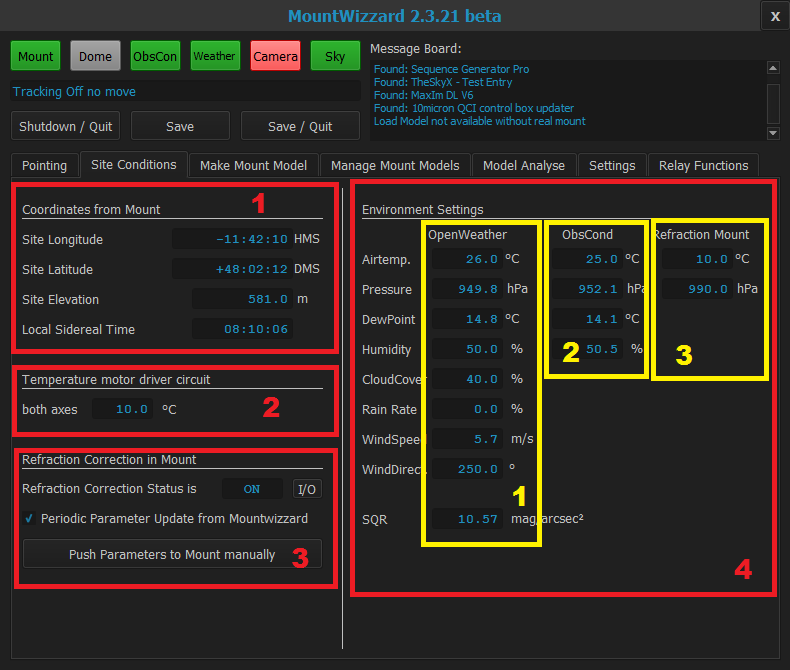 MountWizzard 2.3.21 beta
X
Mount Dome ObsCon Weather Camera Sky
Message Board:
Found: Sequence Generator Pro
Found: TheSkyX - Test Entry
Found: MaxIm DL V6
Found: 10micron QCI control box updater
Load Model not available without real mount
Tracking Off no move
Shutdown / Quit Save Save / Quit
Pointing Site Conditions Make Mount Model Manage Mount Models Model Analyse Settings Relay Functions
1
Coordinates from Mount
Site Longitude -11:42:10 HMS
Site Latitude +48:02:12 DMS
Site Elevation 581.0 m
Local Sidereal Time 08:10:06
Temperature motor driver circuit
both axes 10.0 ºC 2
Refraction Correction in Mount
Refraction Correction Status is ON I/O
✓ Periodic Parameter Update from Mountwizzard
Push Parameters to Mount manually 3
Environment Settings
OpenWeather ObsCond Refraction Mount
Airtemp. 26.0 ºC 25.0 ºC 10.0 ºC
Pressure 949.8 hPa 952.1 hPa 990.0 hPa
DewPoint 14.8 ºC 14.1 ºC
Humidity 50.0 % 2 50.5 % 3
CloudCover 40.0 %
Rain Rate 0.0 %
WindSpeed 5.7 m/s
WindDirect. 250.0 º
1
SQR 10.57 mag/arcsec²
4